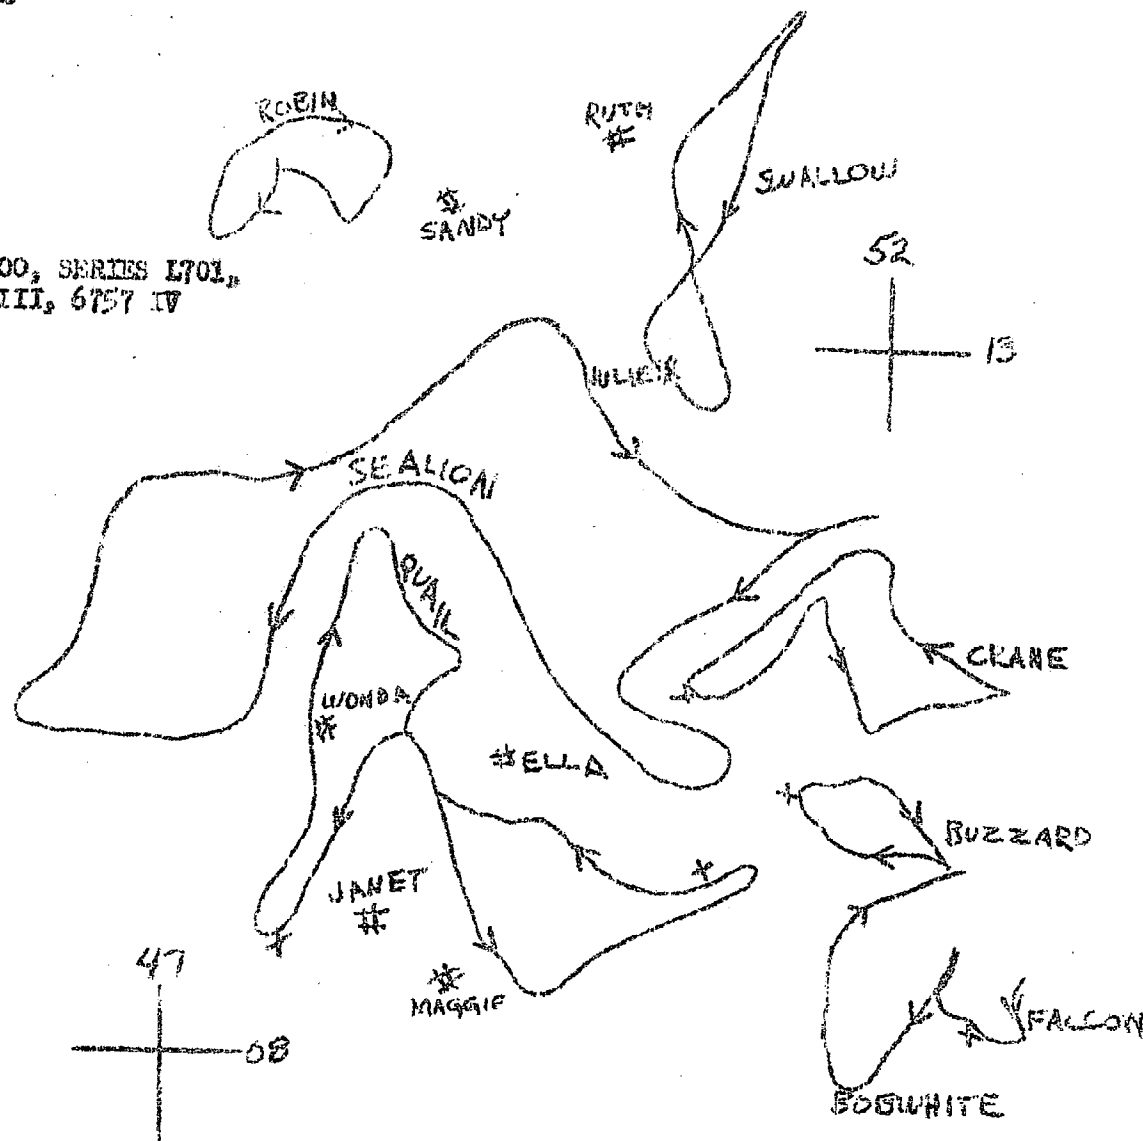 ROBIN
RUTH
SWALLOW
SANDY
52
00, SERIES L701,
III, 6757 IV
13
JULIE
SEALION
QUAIL
CRANE
WONDA
ELLA
BUZZARD
JANET
47
MAGGIE
08
FALCON
BOBWHITE